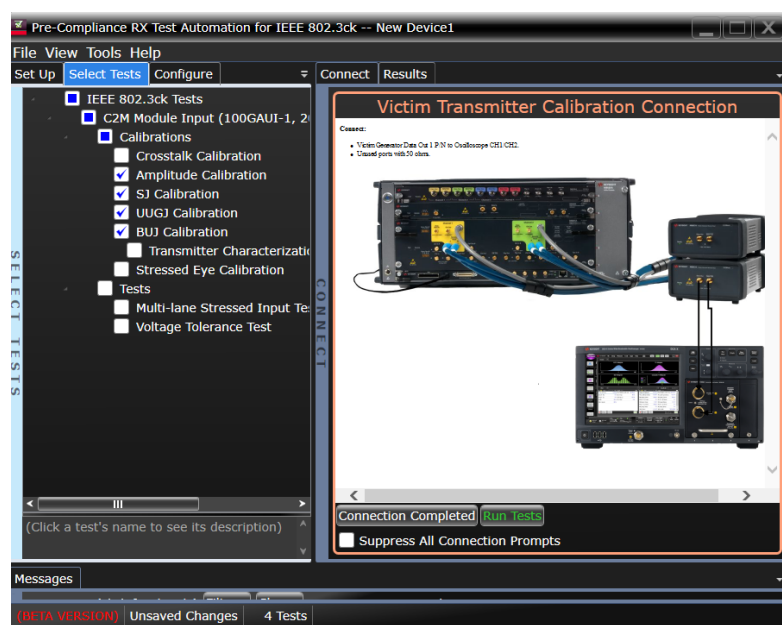 Pre-Compliance RX Test Automation for IEEE 802.3ck -- New Device1
File View Tools Help
Set Up Select Tests Configure
Connect Results
IEEE 802.3ck Tests
C2M Module Input (100GAUI-1, 2
Calibrations
Crosstalk Calibration
Amplitude Calibration
SJ Calibration
UUGJ Calibration
BUJ Calibration
Transmitter Characterizatio
Stressed Eye Calibration
Tests
Multi-lane Stressed Input Te
Voltage Tolerance Test
SELECT TESTS
(Click a test's name to see its description)
CONNECT
Victim Transmitter Calibration Connection
Connect:
• Victim Generator Data Out 1 P/N to Oscilloscope CH1/CH2.
• Unused ports with 50 ohms.
Connection Completed Run Tests
Suppress All Connection Prompts
Messages
(BETA VERSION) Unsaved Changes 4 Tests